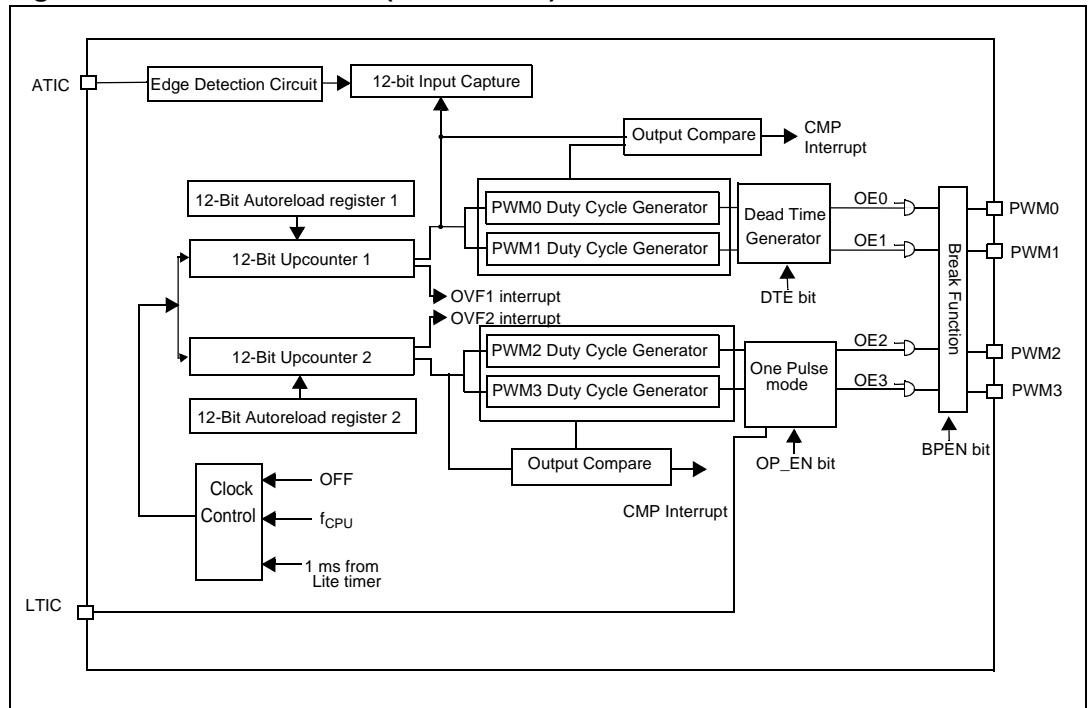 ATIC
Edge Detection Circuit
12-bit Input Capture
Output Compare
CMP
Interrupt
12-Bit Autoreload register 1
PWM0 Duty Cycle Generator
PWM1 Duty Cycle Generator
Dead Time
Generator
OE0
OE1
PWM0
PWM1
12-Bit Upcounter 1
DTE bit
OVF1 interrupt
OVF2 interrupt
Break Function
12-Bit Upcounter 2
PWM2 Duty Cycle Generator
PWM3 Duty Cycle Generator
One Pulse
mode
OE2
OE3
PWM2
PWM3
12-Bit Autoreload register 2
BPEN bit
OP_EN bit
Output Compare
CMP Interrupt
Clock
Control
OFF
fCPU
1 ms from
Lite timer
LTIC